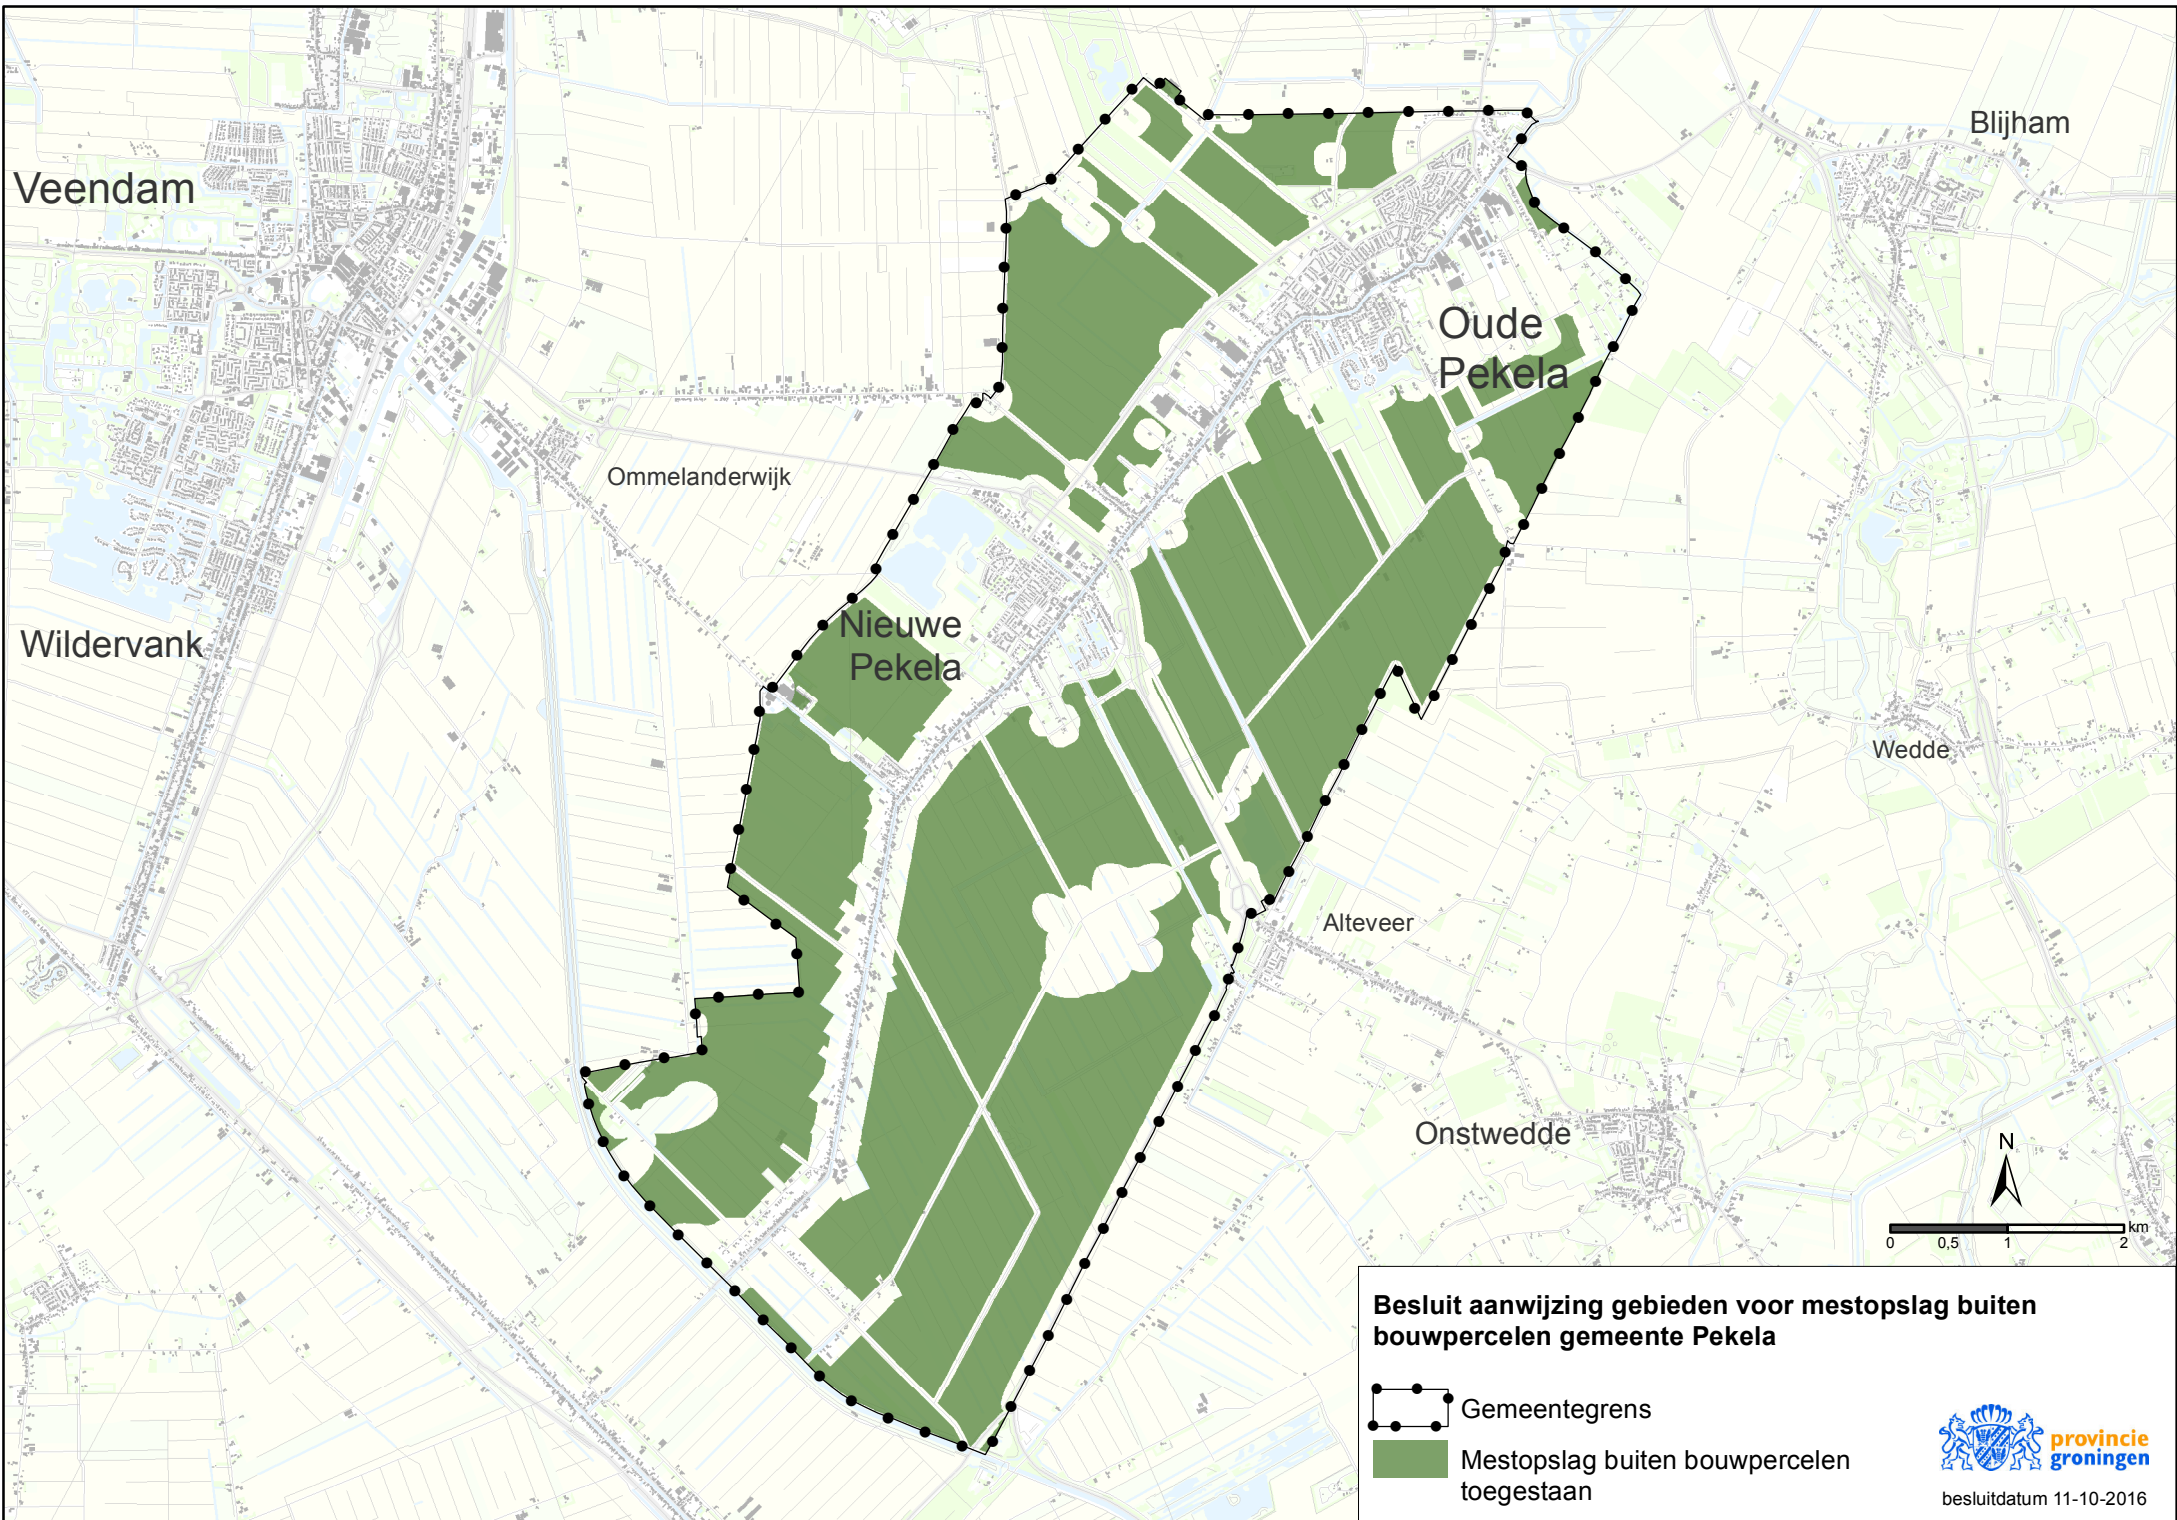 Blijham
Veendam
Oude
Pekela
Ommelanderwijk
Nieuwe
Pekela
Wildervank
Wedde
Alteveer
Onstwedde
N
km
0 0,5 1 2
Besluit aanwijzing gebieden voor mestopslag buiten
bouwpercelen gemeente Pekela
Gemeentegrens
Mestopslag buiten bouwpercelen
toegestaan
provincie
groningen
besluitdatum 11-10-2016